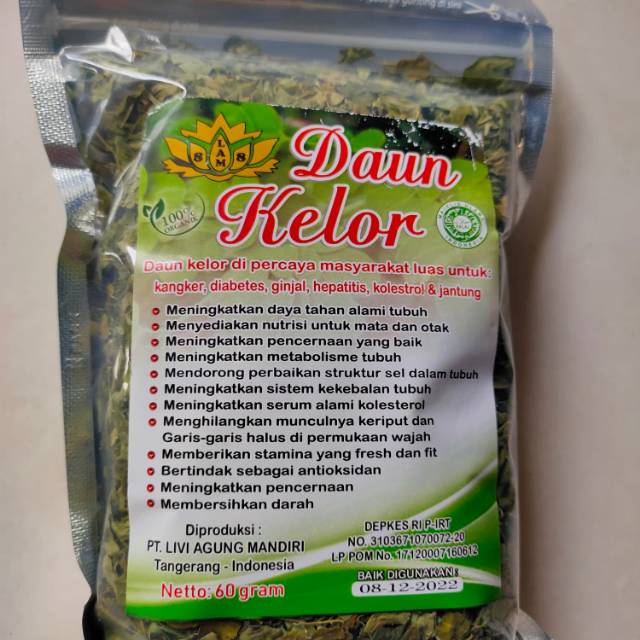 8 LAM 8
Daun
Kelor
100%
ORGANIK
Daun kelor di percaya masyarakat luas untuk:
kangker, diabetes, ginjal, hepatitis, kolestrol & jantung
Meningkatkan daya tahan alami tubuh
Menyediakan nutrisi untuk mata dan otak
Meningkatkan pencernaan yang baik
Meningkatkan metabolisme tubuh
Mendorong perbaikan struktur sel dalam tubuh
Meningkatkan sistem kekebalan tubuh
Meningkatkan serum alami kolesterol
Menghilangkan munculnya keriput dan
Garis-garis halus di permukaan wajah
Memberikan stamina yang fresh dan fit
Bertindak sebagai antioksidan
Meningkatkan pencernaan
Membersihkan darah
Diproduksi :
PT. LIVI AGUNG MANDIRI
Tangerang - Indonesia
Netto: 60 gram
DEPKES RI P-IRT
NO. 3103671070072-20
LP POM No. 17120007160612
BAIK DIGUNAKAN :
08-12-2022